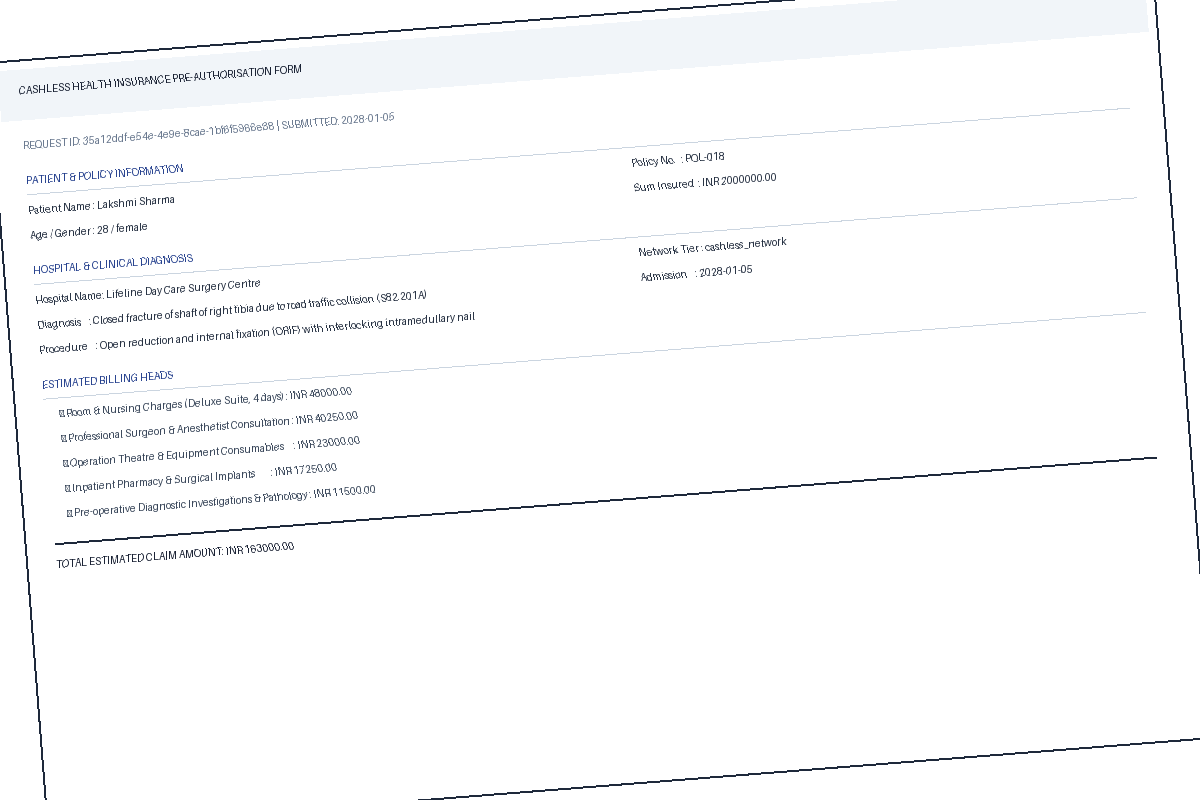 CASHLESS HEALTH INSURANCE PRE-AUTHORISATION FORM
REQUEST ID: 35a12ddf-e54e-4e9e-8cae-1bf6f5986e38 | SUBMITTED: 2028-01-05
PATIENT & POLICY INFORMATION
Patient Name : Lakshmi Sharma
Policy No. : POL-018
Age / Gender : 28 / female
Sum Insured : INR 2000000.00
HOSPITAL & CLINICAL DIAGNOSIS
Hospital Name: Lifeline Day Care Surgery Centre
Network Tier : cashless_network
Diagnosis : Closed fracture of shaft of right tibia due to road traffic collision (S82.201A)
Admission : 2028-01-05
Procedure : Open reduction and internal fixation (ORIF) with interlocking intramedullary nail
ESTIMATED BILLING HEADS
Room & Nursing Charges (Deluxe Suite, 4 days) : INR 48000.00
Professional Surgeon & Anesthetist Consultation : INR 40250.00
Operation Theatre & Equipment Consumables : INR 23000.00
Inpatient Pharmacy & Surgical Implants : INR 17250.00
Pre-operative Diagnostic Investigations & Pathology : INR 11500.00
TOTAL ESTIMATED CLAIM AMOUNT: INR 163000.00